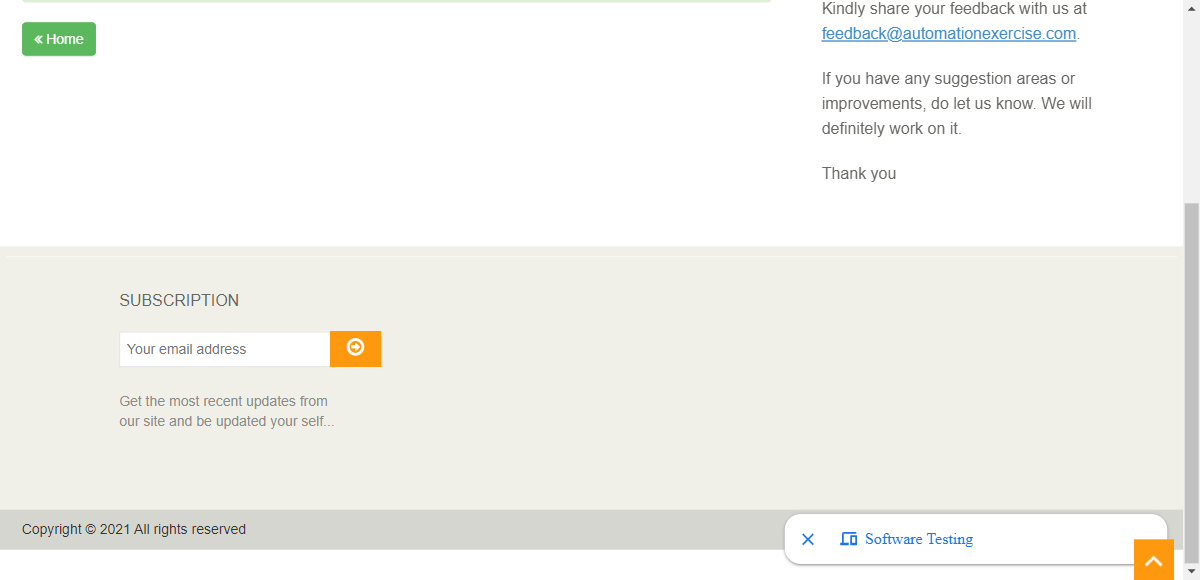 Kindly share your feedback with us at
feedback@automationexercise.com.
« Home
If you have any suggestion areas or
improvements, do let us know. We will
definitely work on it.
Thank you
SUBSCRIPTION
Your email address
Get the most recent updates from
our site and be updated your self...
Copyright © 2021 All rights reserved
Software Testing